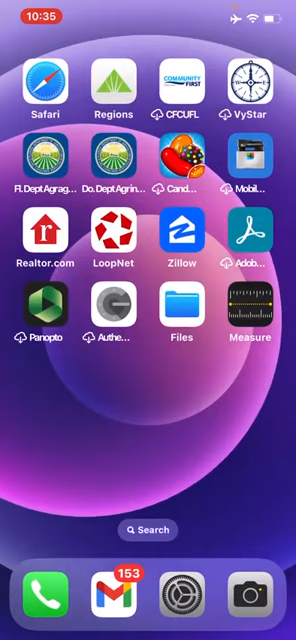 10:35
COMMUNITY FIRST
Safari Regions CFCUFL VyStar
Fl.DeptAgrag... Do.DeptAgrin... Cand... Mobil...
Realtor.com LoopNet Zillow Adob...
Panopto Authe... Files Measure
Search
153